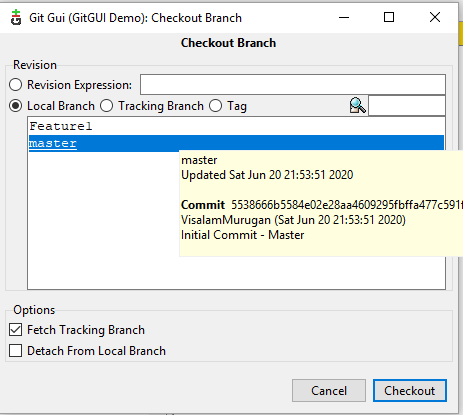 Git Gui (GitGUI Demo): Checkout Branch
Checkout Branch
Revision
Revision Expression:
Local Branch Tracking Branch Tag
Feature1
master
master
Updated Sat Jun 20 21:53:51 2020
Commit 5538666b5584e02e28aa4609295fbffa477c591f
VisalamMurugan (Sat Jun 20 21:53:51 2020)
Initial Commit - Master
Options
Fetch Tracking Branch
Detach From Local Branch
Cancel Checkout